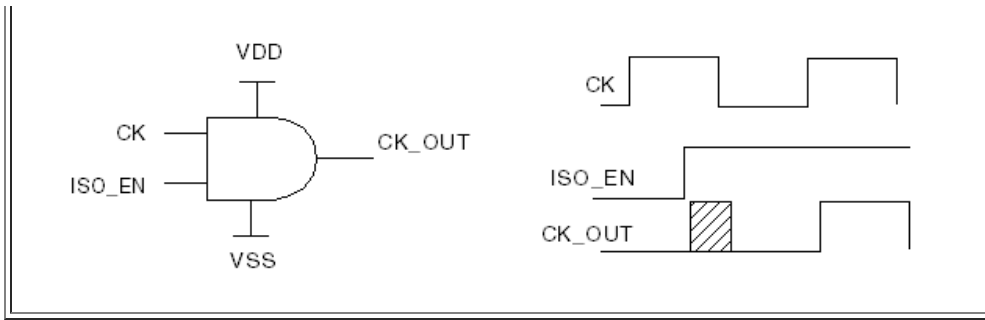 VDD
CK
ISO_EN
CK_OUT
VSS
CK
ISO_EN
CK_OUT